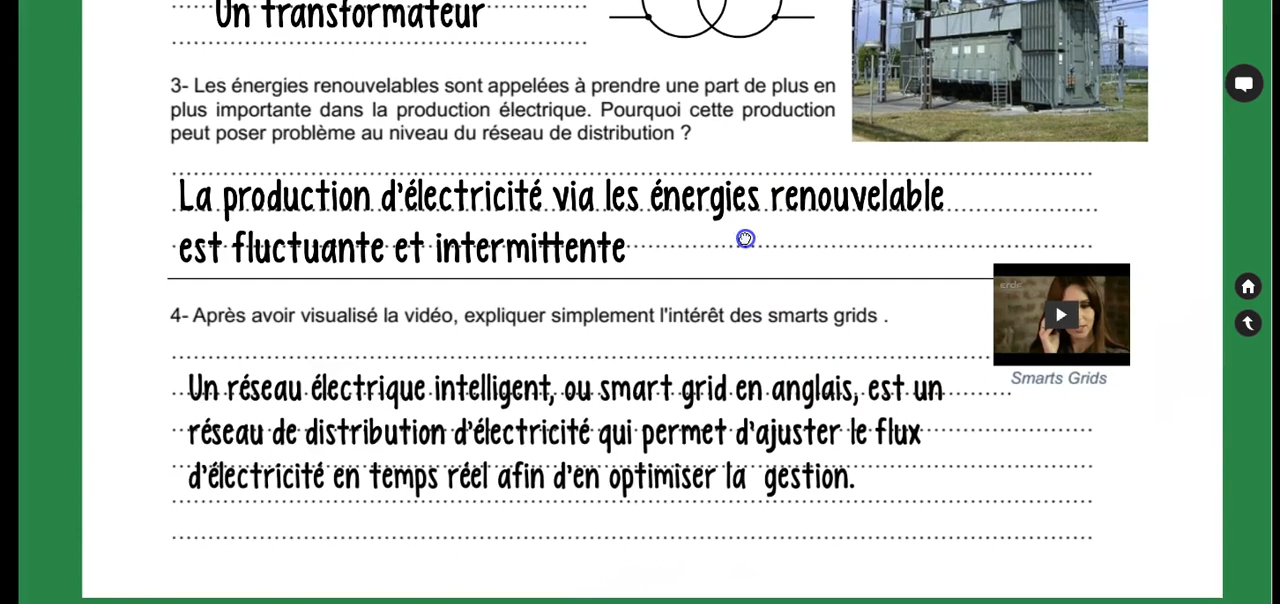 Un transformateur
3- Les énergies renouvelables sont appelées à prendre une part de plus en
plus importante dans la production électrique. Pourquoi cette production
peut poser problème au niveau du réseau de distribution ?
La production d'électricité via les énergies renouvelable
est fluctuante et intermittente
4- Après avoir visualisé la vidéo, expliquer simplement l'intérêt des smarts grids .
erdf
Smarts Grids
Un réseau électrique intelligent, ou smart grid en anglais, est un
réseau de distribution d'électricité qui permet d'ajuster le flux
d'électricité en temps réel afin d'en optimiser la gestion.